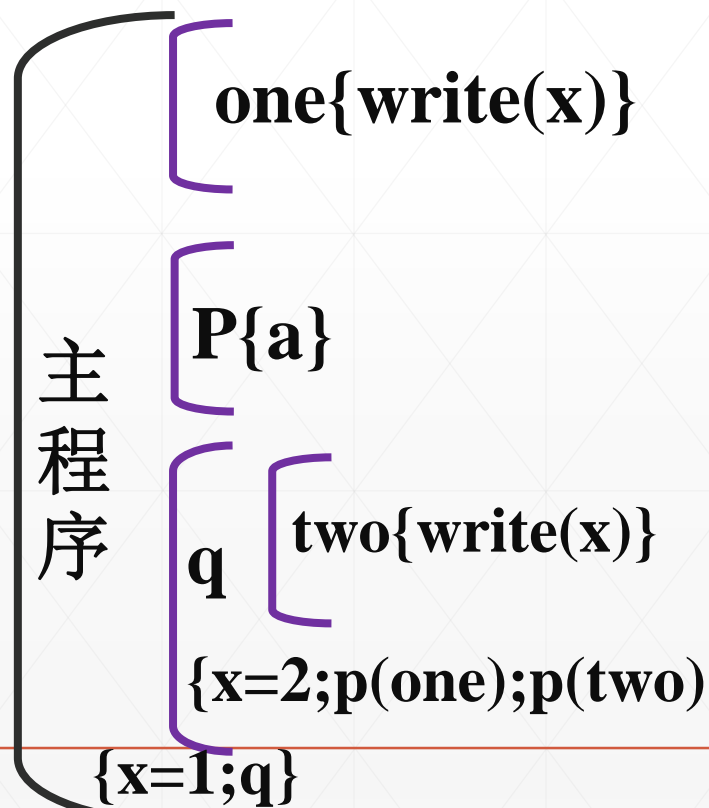 one{write(x)}
P{a}
主程序
q
two{write(x)}
{x=2;p(one);p(two)
{x=1;q}